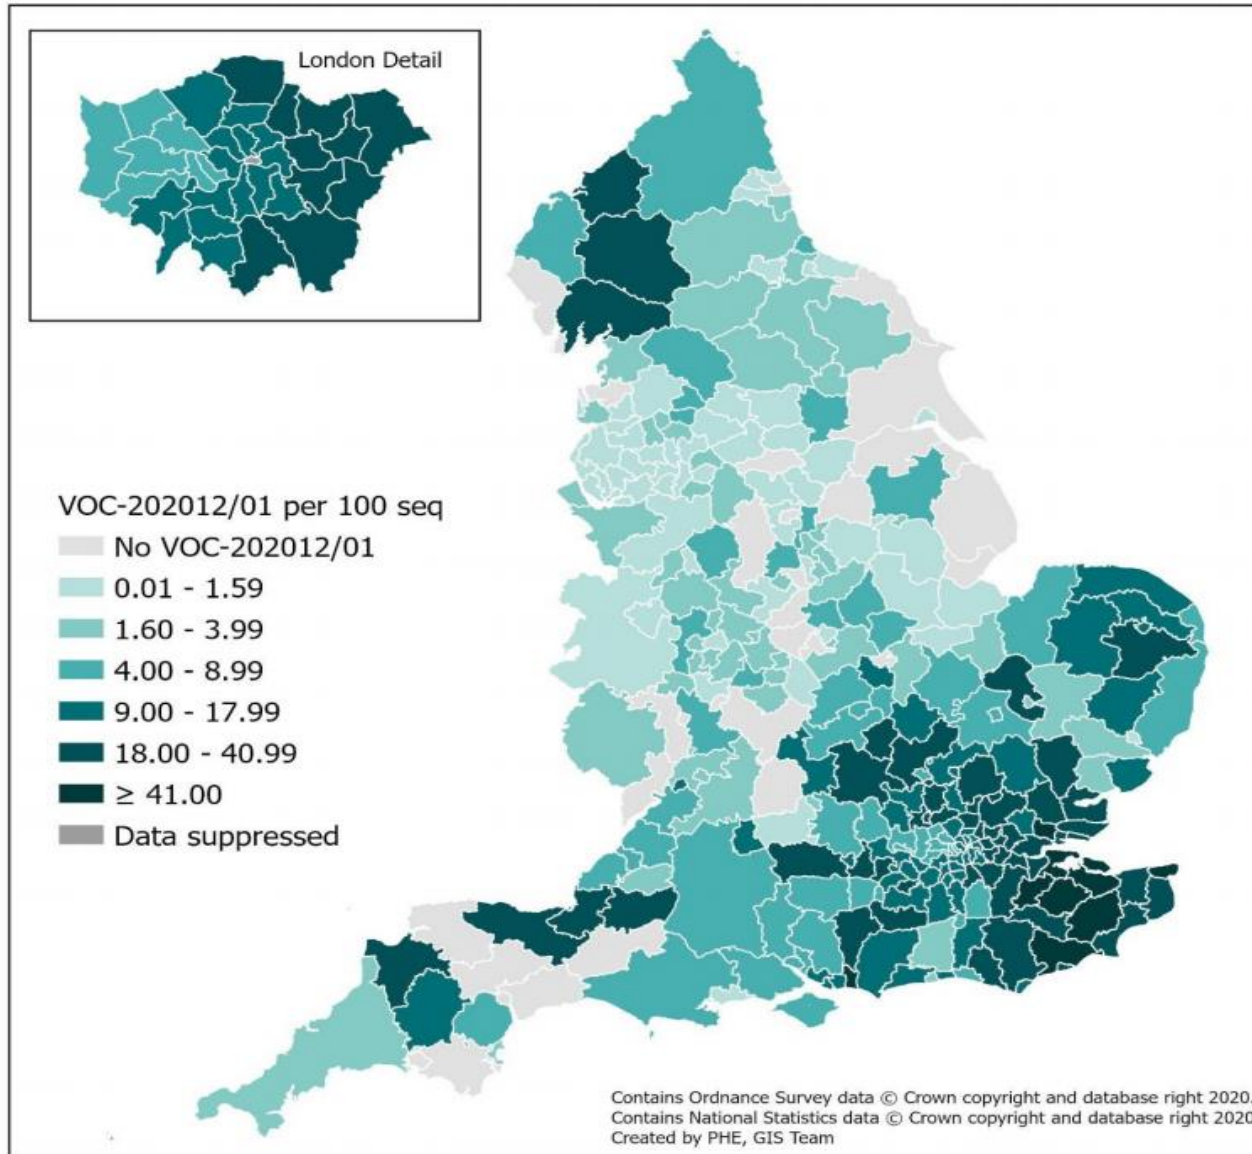 London Detail
VOC-202012/01 per 100 seq
No VOC-202012/01
0.01 - 1.59
1.60 - 3.99
4.00 - 8.99
9.00 - 17.99
18.00 - 40.99
≥ 41.00
Data suppressed
Contains Ordnance Survey data © Crown copyright and database right 2020.
Contains National Statistics data © Crown copyright and database right 2020
Created by PHE, GIS Team